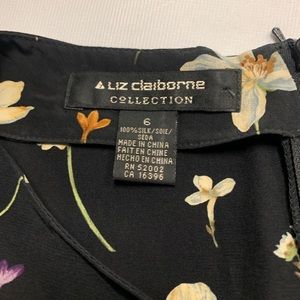 LIZ CLAIBORNE
COLLECTION
6
100%SILK/SOIE/
SEDA
MADE IN CHINA
FAIT EN CHINE
HECHO EN CHINA
RN 52002
CA 16396